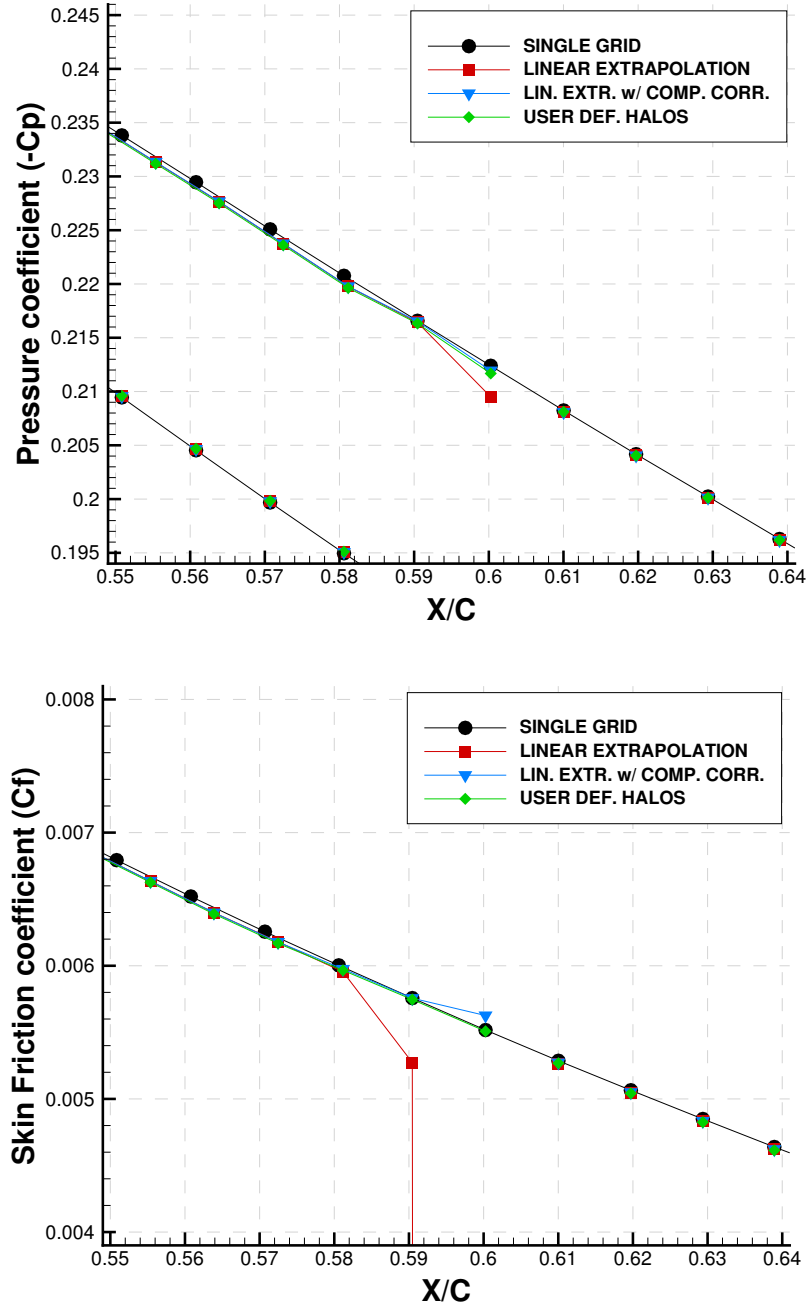 0.245
0.24
0.235
0.23
0.225
0.22
0.215
0.21
0.205
0.2
0.195
Pressure coefficient (-Cp)
SINGLE GRID
LINEAR EXTRAPOLATION
LIN. EXTR. w/ COMP. CORR.
USER DEF. HALOS
0.55 0.56 0.57 0.58 0.59 0.6 0.61 0.62 0.63 0.64
X/C
0.008
0.007
0.006
0.005
0.004
Skin Friction coefficient (Cf)
SINGLE GRID
LINEAR EXTRAPOLATION
LIN. EXTR. w/ COMP. CORR.
USER DEF. HALOS
0.55 0.56 0.57 0.58 0.59 0.6 0.61 0.62 0.63 0.64
X/C